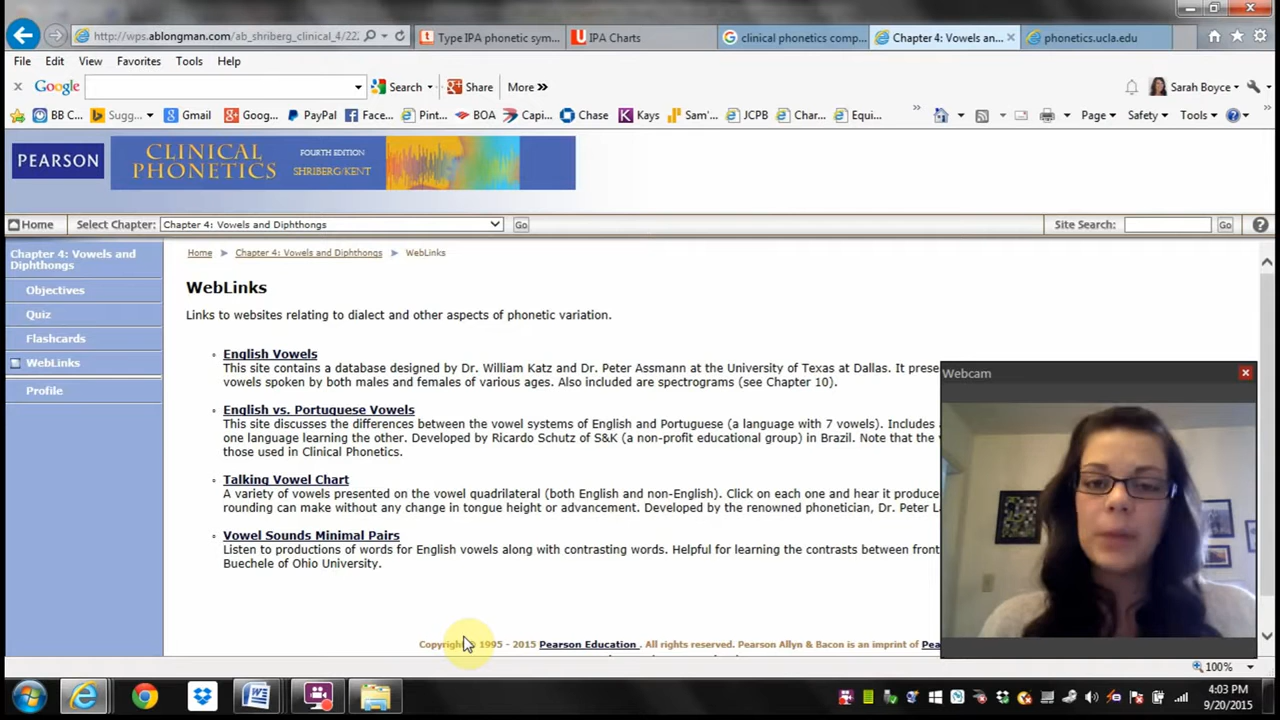 http://wps.ablongman.com/ab_shriberg_clinical_4/22
Type IPA phonetic sym...
IPA Charts
clinical phonetics comp...
Chapter 4: Vowels an...
phonetics.ucla.edu
File Edit View Favorites Tools Help
Google Search Share More » Sarah Boyce
BB C... Sugg... Gmail Goog... PayPal Face... Pint... BOA Capi... Chase Kays Sam'... JCPB Char... Equi... Page Safety Tools
PEARSON
CLINICAL
PHONETICS
FOURTH EDITION
SHRIBERG/KENT
Home Select Chapter: Chapter 4: Vowels and Diphthongs Go Site Search: Go
Chapter 4: Vowels and
Diphthongs
Objectives
Quiz
Flashcards
WebLinks
Profile
Home Chapter 4: Vowels and Diphthongs WebLinks
WebLinks
Links to websites relating to dialect and other aspects of phonetic variation.
English Vowels
This site contains a database designed by Dr. William Katz and Dr. Peter Assmann at the University of Texas at Dallas. It prese
vowels spoken by both males and females of various ages. Also included are spectrograms (see Chapter 10).
English vs. Portuguese Vowels
This site discusses the differences between the vowel systems of English and Portuguese (a language with 7 vowels). Includes
one language learning the other. Developed by Ricardo Schutz of S&K (a non-profit educational group) in Brazil. Note that the
those used in Clinical Phonetics.
Talking Vowel Chart
A variety of vowels presented on the vowel quadrilateral (both English and non-English). Click on each one and hear it produce
rounding can make without any change in tongue height or advancement. Developed by the renowned phonetician, Dr. Peter L
Vowel Sounds Minimal Pairs
Listen to productions of words for English vowels along with contrasting words. Helpful for learning the contrasts between front
Buechele of Ohio University.
Copyright © 1995 - 2015 Pearson Education . All rights reserved. Pearson Allyn & Bacon is an imprint of Pea
Webcam
100%
4:03 PM
9/20/2015